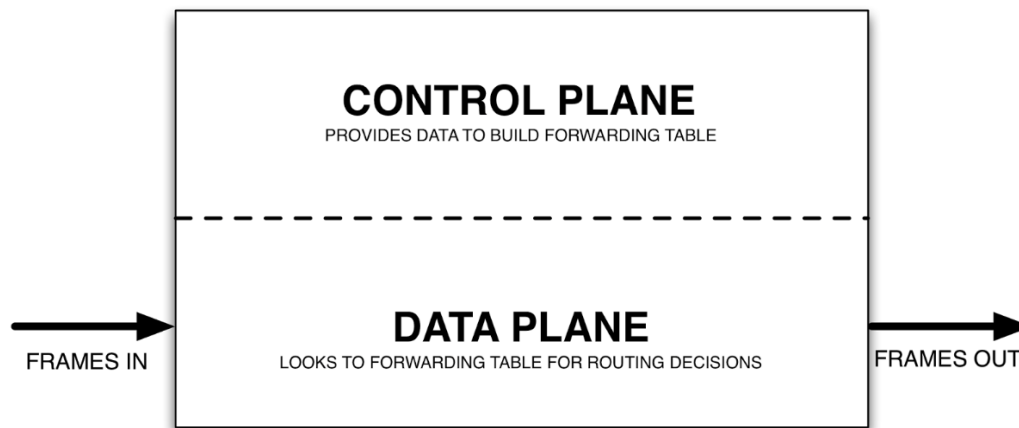 CONTROL PLANE
PROVIDES DATA TO BUILD FORWARDING TABLE
DATA PLANE
LOOKS TO FORWARDING TABLE FOR ROUTING DECISIONS
FRAMES IN
FRAMES OUT